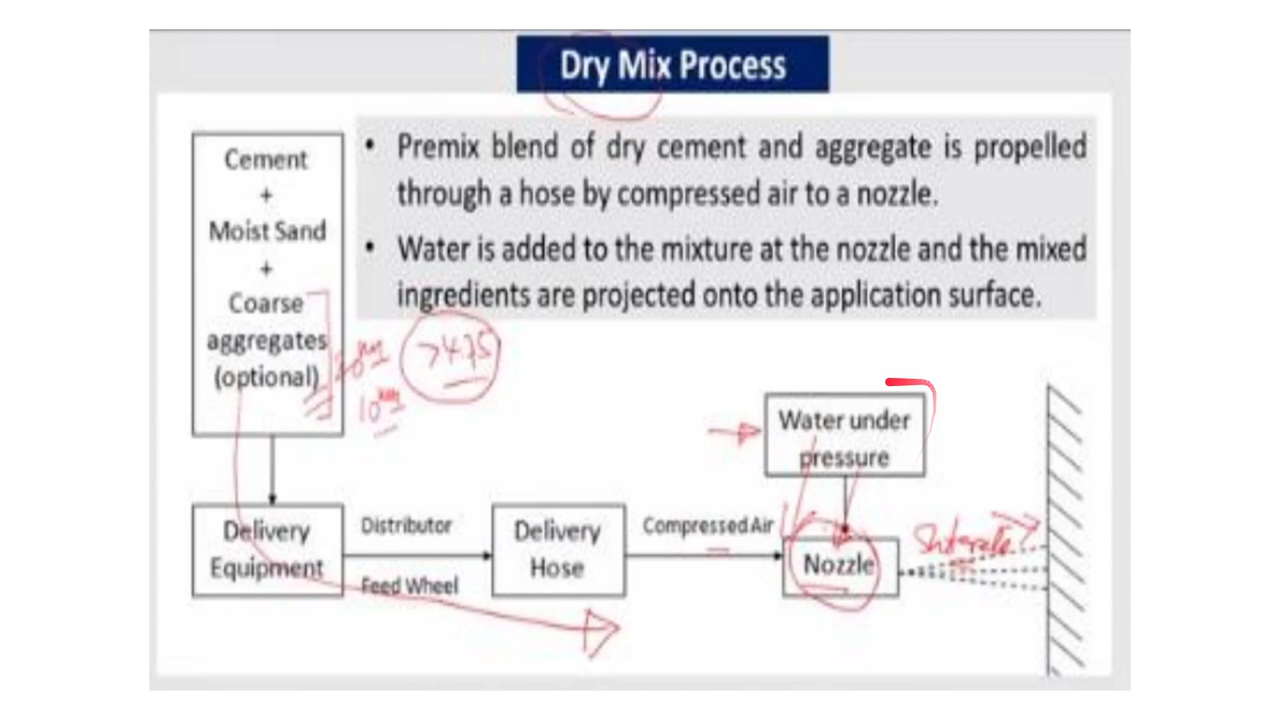 Dry Mix Process
Cement
+
Moist Sand
+
Coarse
aggregates
(optional)
• Premix blend of dry cement and aggregate is propelled
through a hose by compressed air to a nozzle.
• Water is added to the mixture at the nozzle and the mixed
ingredients are projected onto the application surface.
>4.75
10mm
Water under
pressure
Delivery
Equipment
Distributor
Feed Wheel
Delivery
Hose
Compressed Air
Nozzle